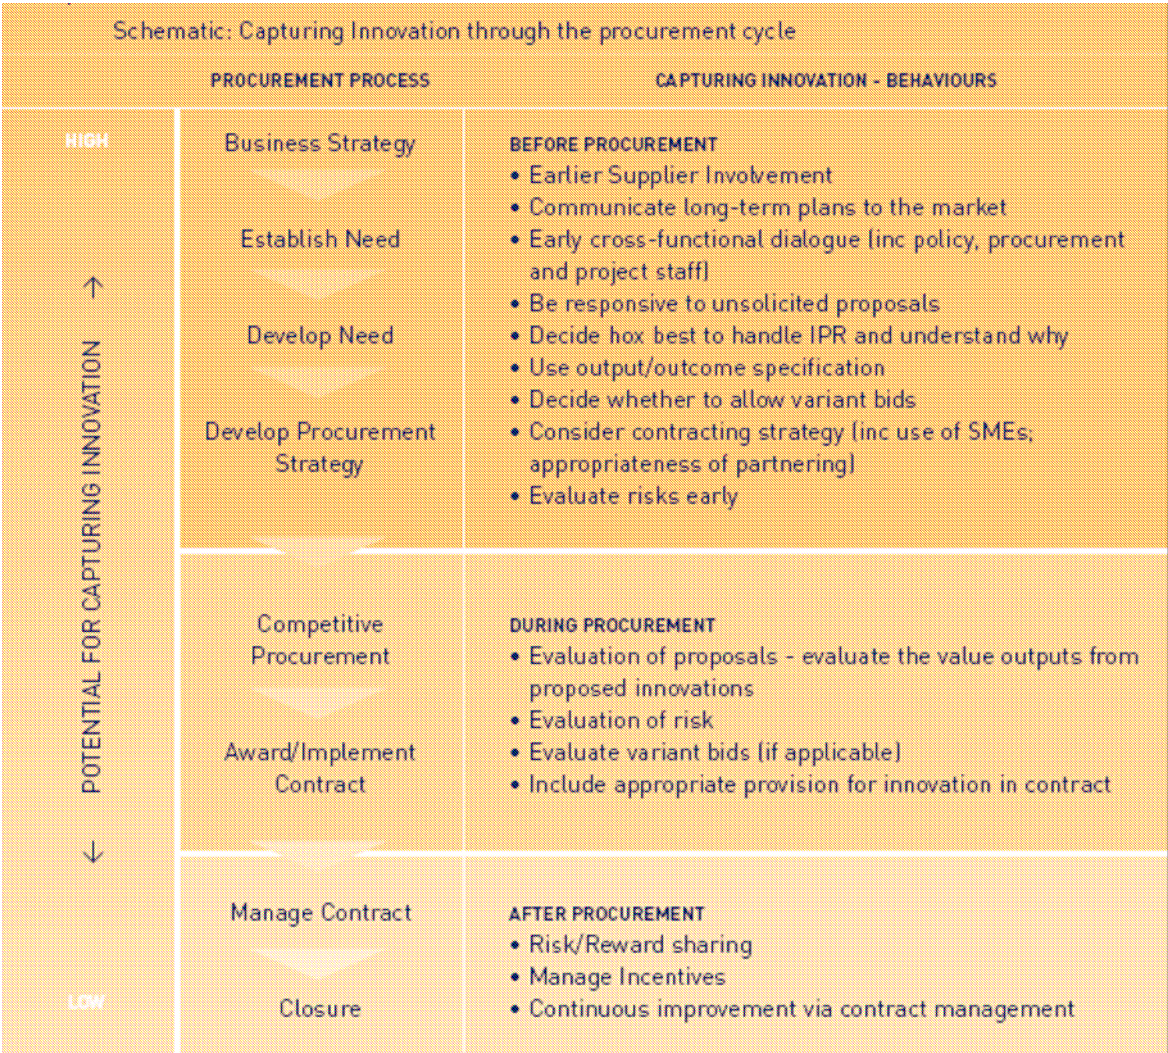 Schematic: Capturing Innovation through the procurement cycle
PROCUREMENT PROCESS
CAPTURING INNOVATION - BEHAVIOURS
HIGH
↑
POTENTIAL FOR CAPTURING INNOVATION
↓
LOW
Business Strategy
Establish Need
Develop Need
Develop Procurement
Strategy
BEFORE PROCUREMENT
• Earlier Supplier Involvement
• Communicate long-term plans to the market
• Early cross-functional dialogue (inc policy, procurement
and project staff)
• Be responsive to unsolicited proposals
• Decide hox best to handle IPR and understand why
• Use output/outcome specification
• Decide whether to allow variant bids
• Consider contracting strategy (inc use of SMEs;
appropriateness of partnering)
• Evaluate risks early
Competitive
Procurement
Award/Implement
Contract
DURING PROCUREMENT
• Evaluation of proposals - evaluate the value outputs from
proposed innovations
• Evaluation of risk
• Evaluate variant bids (if applicable)
• Include appropriate provision for innovation in contract
Manage Contract
Closure
AFTER PROCUREMENT
• Risk/Reward sharing
• Manage Incentives
• Continuous improvement via contract management